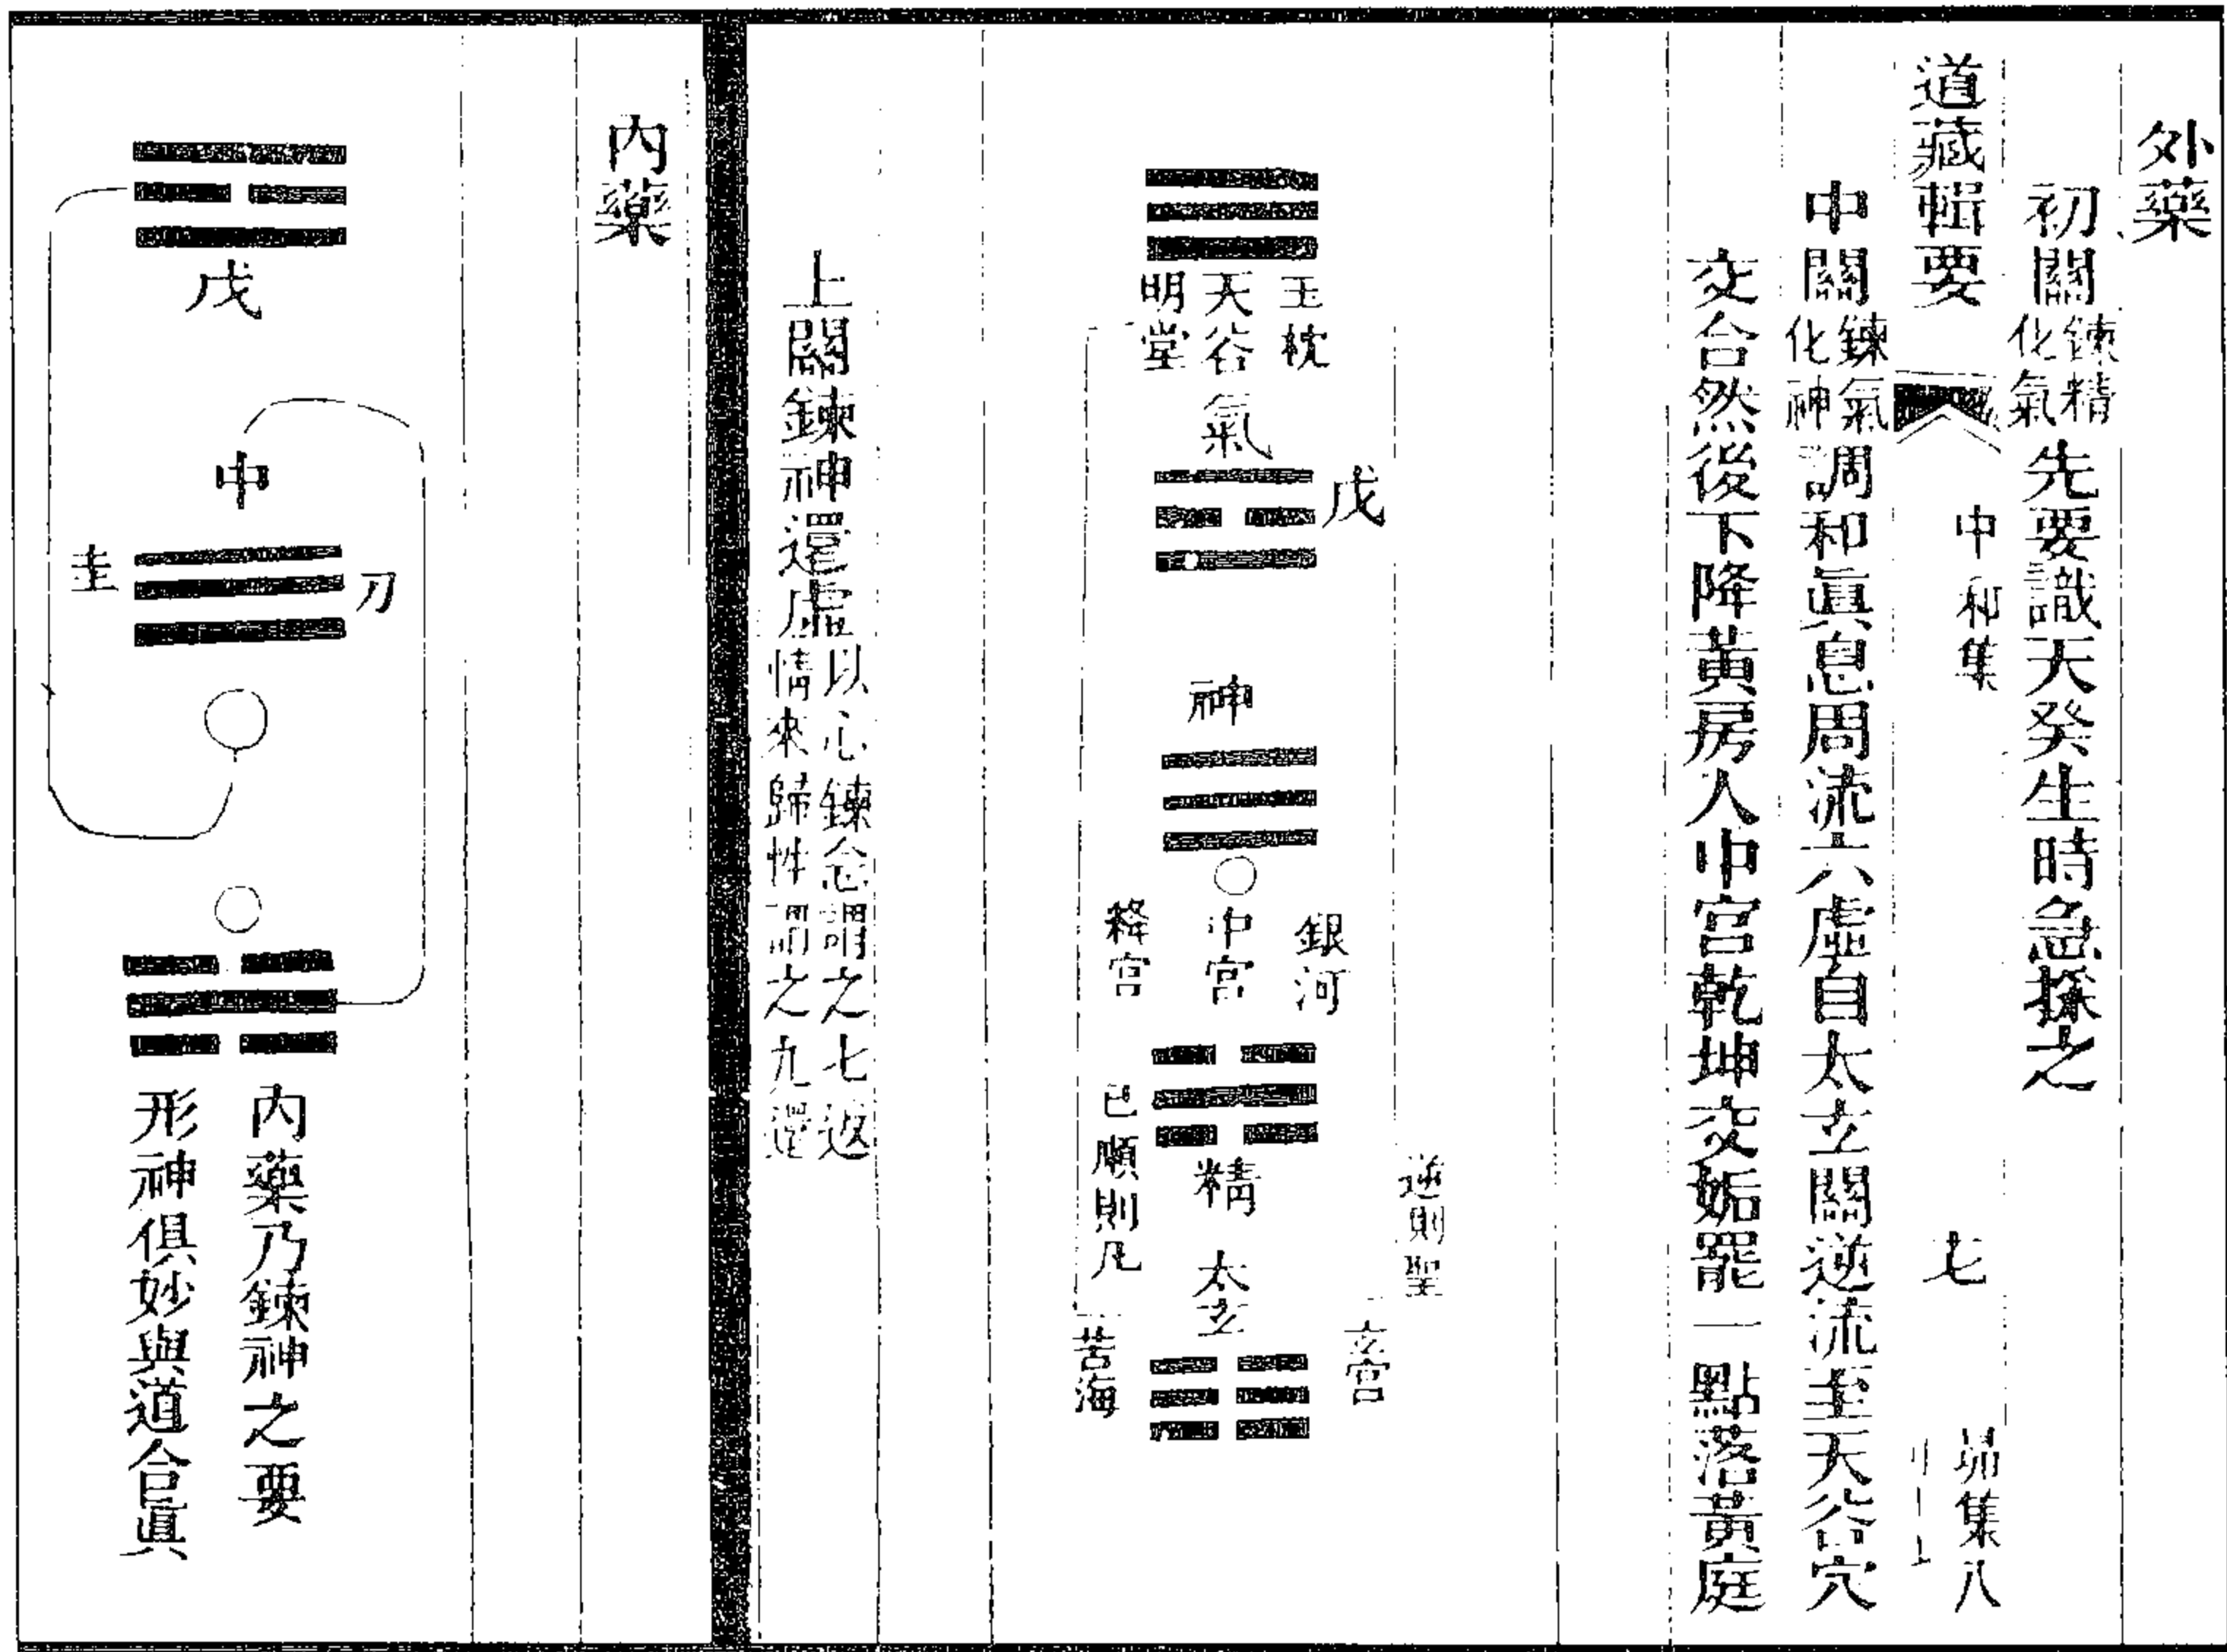 外藥
初關鍊精化氣先要識天癸生時急採之
道藏輯要
中和集
七
昴集八
中關鍊氣化神調和眞息周流六虛自太玄關逆流至天谷穴
交合然後下降黃房入中宮乾坤交姤罷一點落黃庭
玉枕
天谷
明堂
氣
戊
神
銀河
中宮
絳宮
精
己順則凡
逆則聖
太玄
玄宮
苦海
上關鍊神還虛以心鍊念謂之七返
情來歸性謂之九還
內藥
戊
中
刀
圭
內藥乃鍊神之要
形神俱妙與道合眞